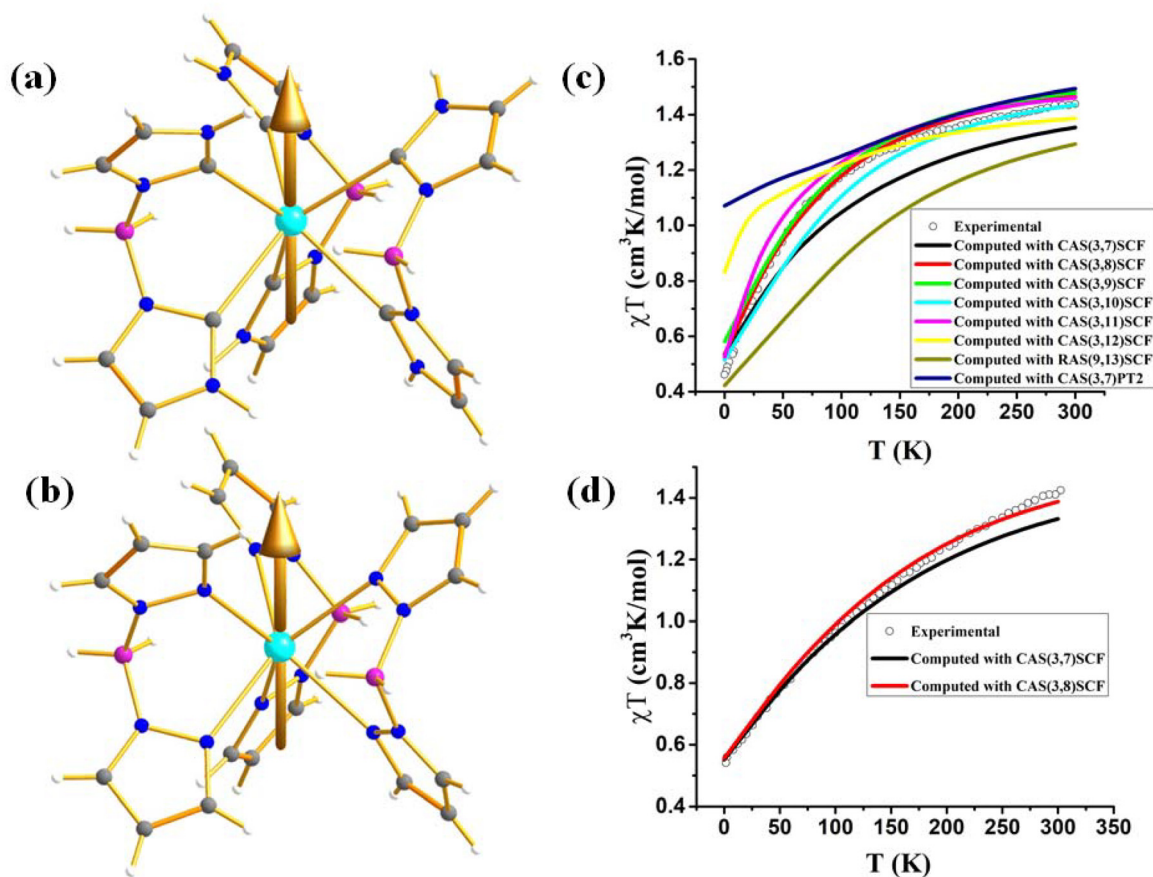 (a)
(b)
(c)
χT (cm³K/mol)
1.6
1.4
1.2
1.0
0.8
0.6
0.4
0 50 100 150 200 250 300
T (K)
Experimental
Computed with CAS(3,7)SCF
Computed with CAS(3,8)SCF
Computed with CAS(3,9)SCF
Computed with CAS(3,10)SCF
Computed with CAS(3,11)SCF
Computed with CAS(3,12)SCF
Computed with RAS(9,13)SCF
Computed with CAS(3,7)PT2
(d)
χT (cm³K/mol)
1.4
1.2
1.0
0.8
0.6
0.4
0 50 100 150 200 250 300 350
T (K)
Experimental
Computed with CAS(3,7)SCF
Computed with CAS(3,8)SCF